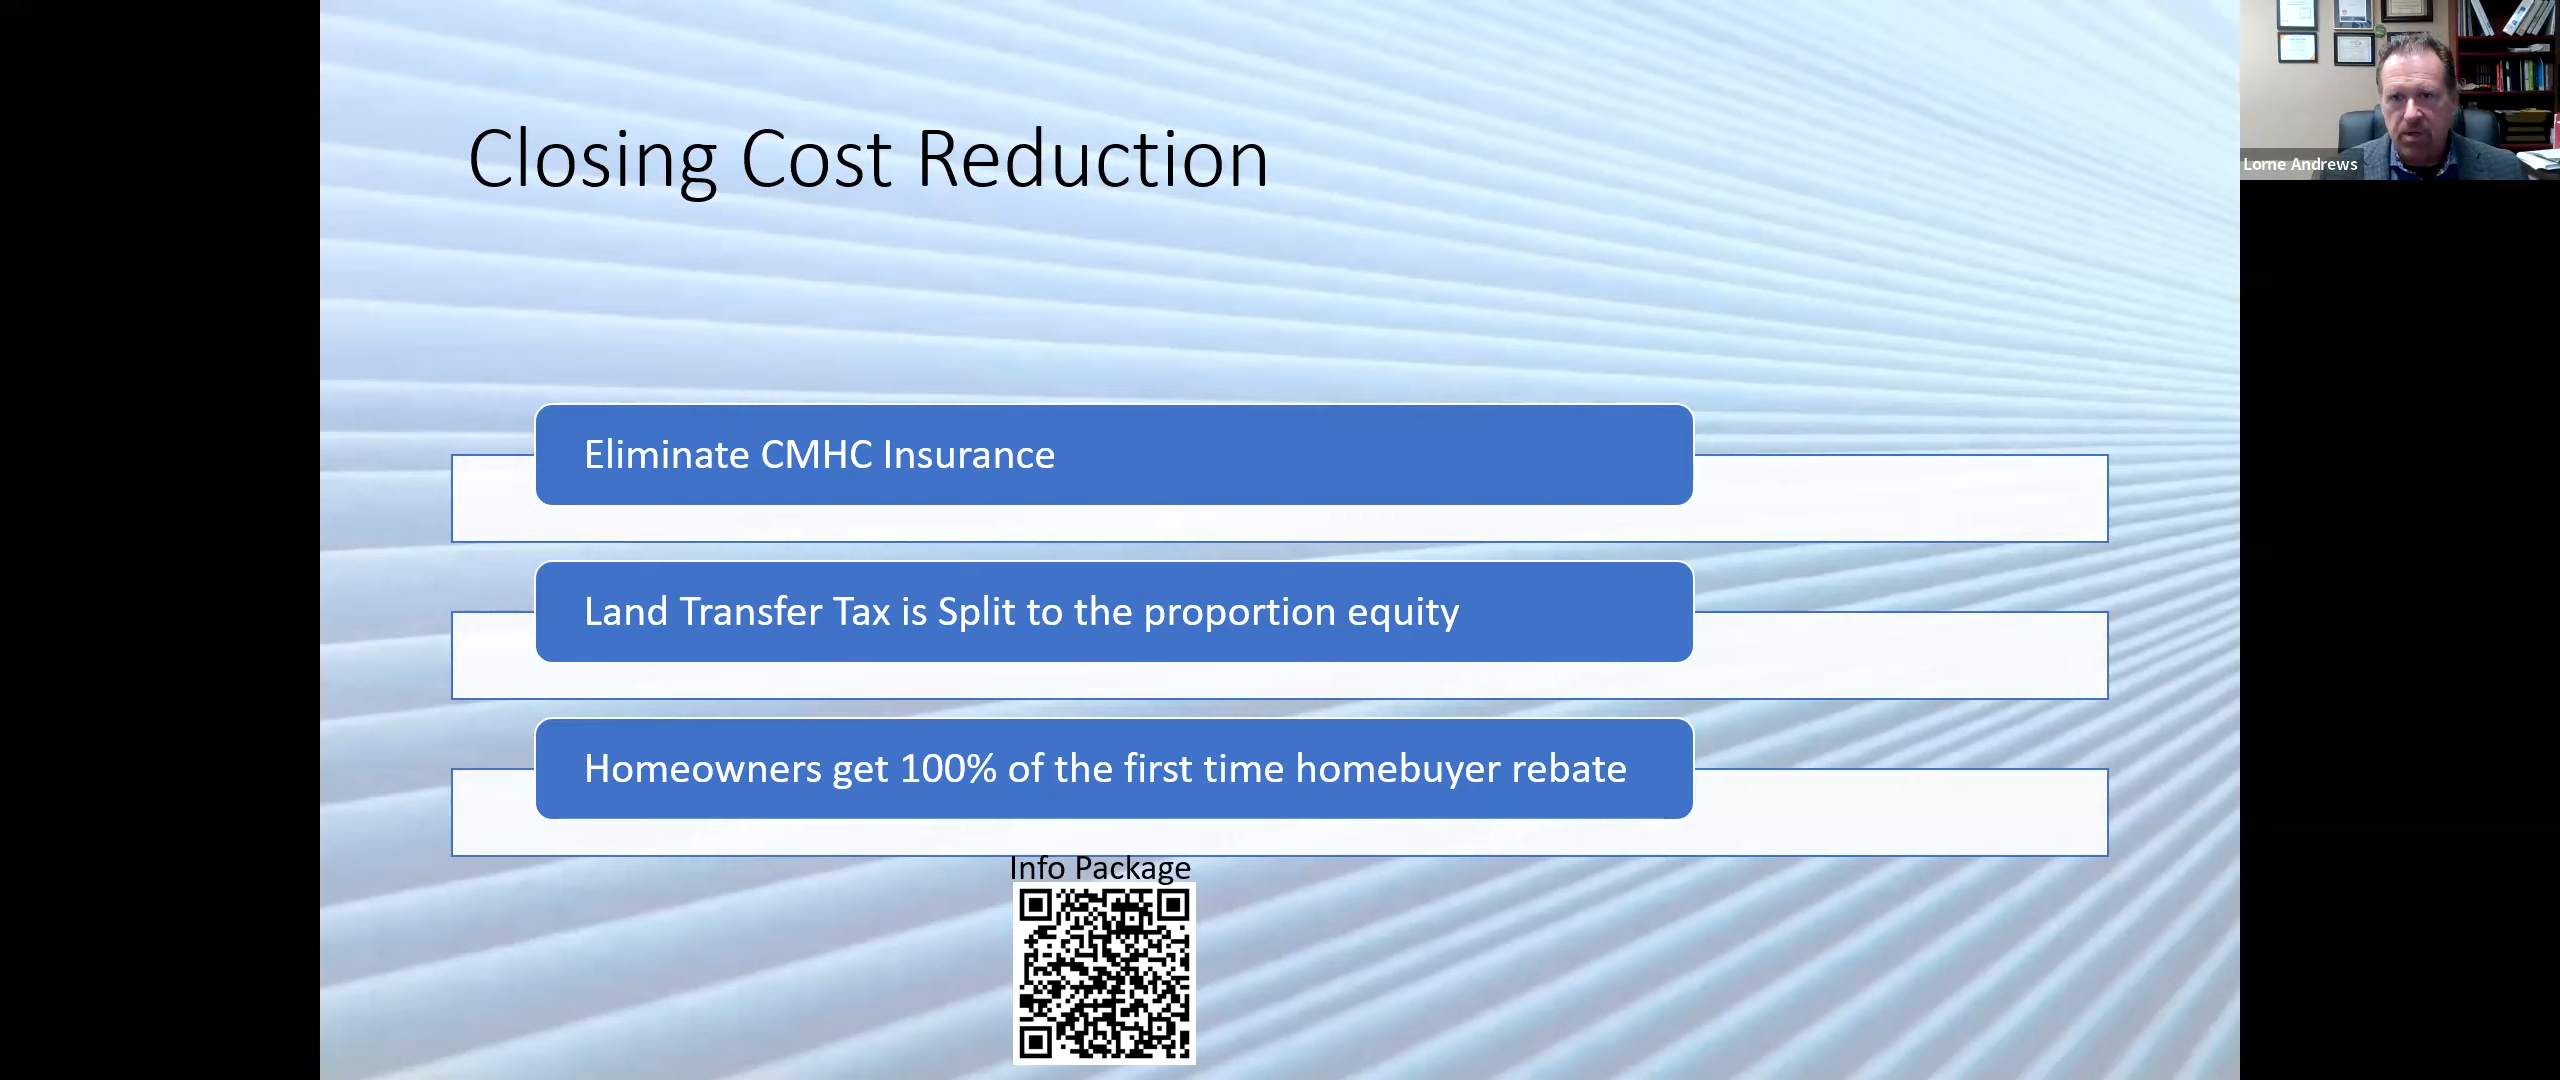 Closing Cost Reduction
Lorne Andrews
Eliminate CMHC Insurance
Land Transfer Tax is Split to the proportion equity
Homeowners get 100% of the first time homebuyer rebate
Info Package